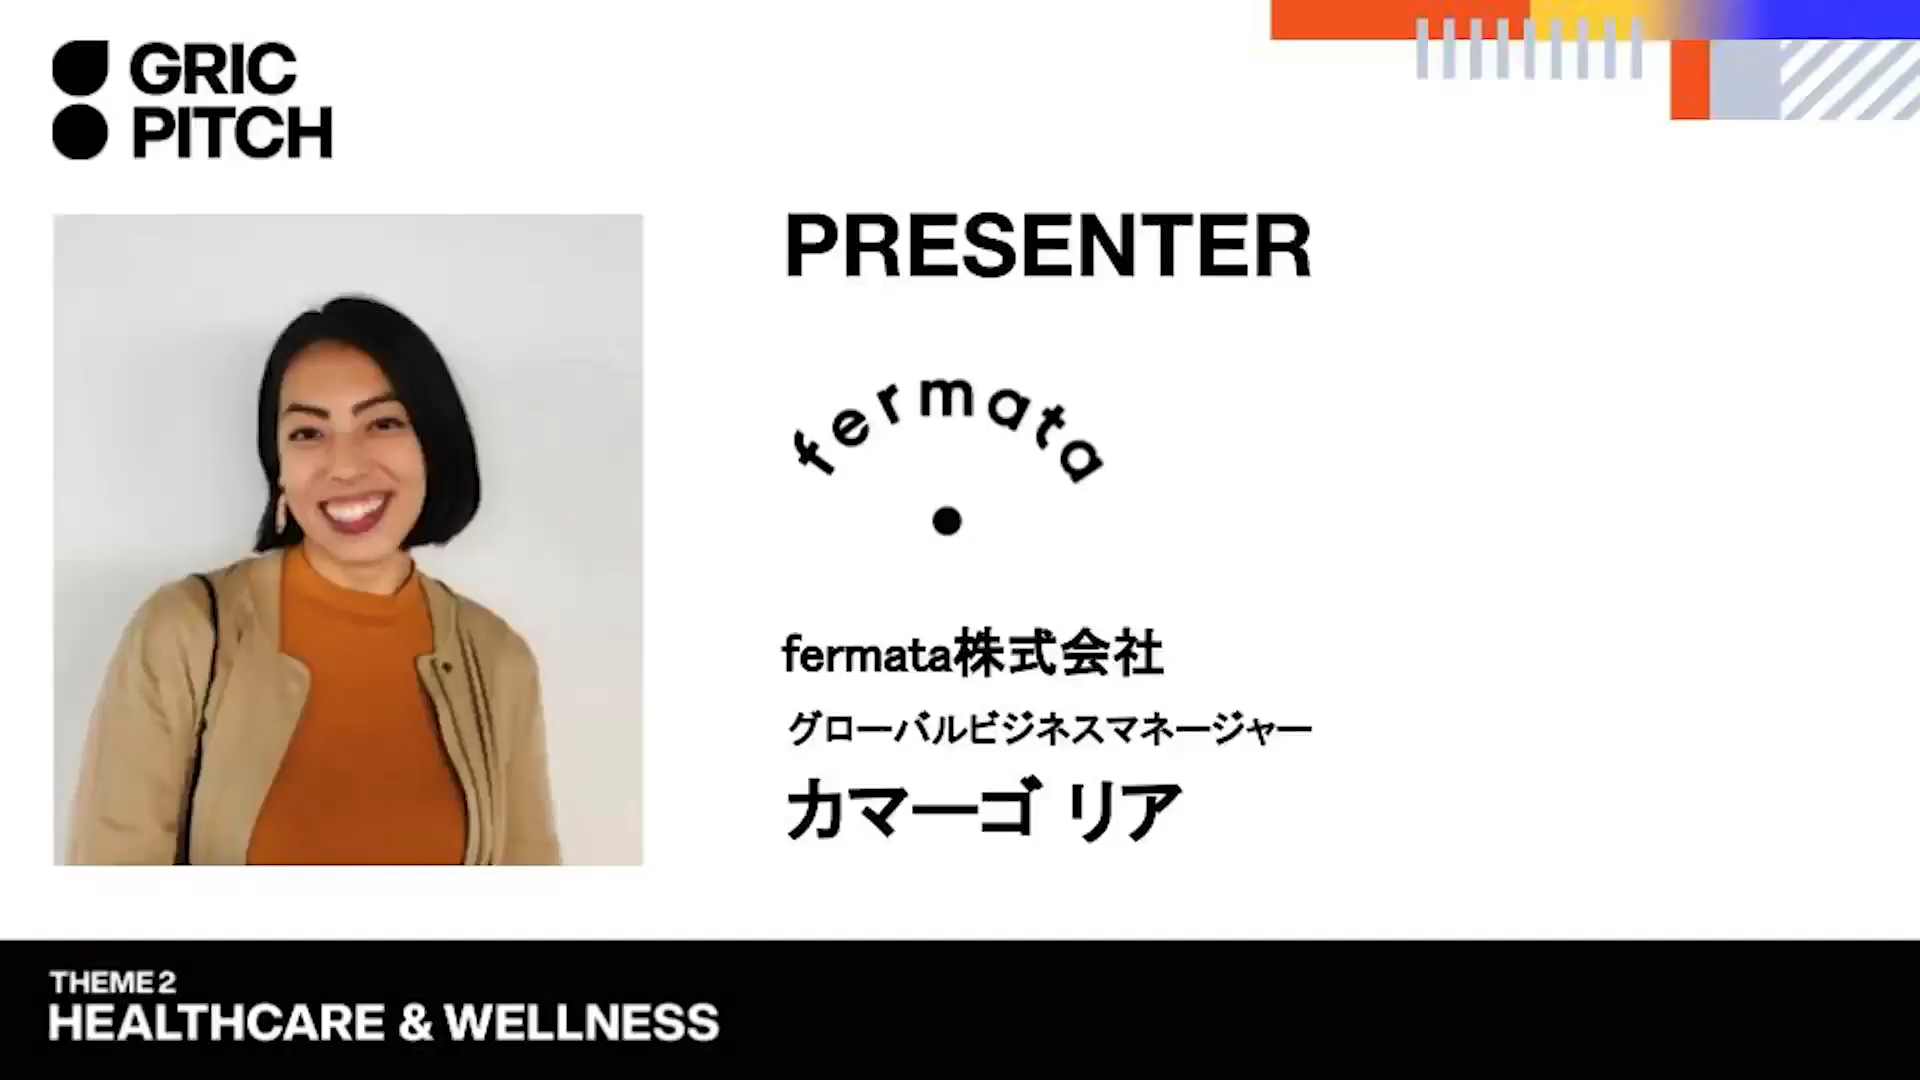 GRIC
PITCH
PRESENTER
fermata
fermata株式会社
グローバルビジネスマネージャー
カマーゴ リア
THEME 2
HEALTHCARE & WELLNESS